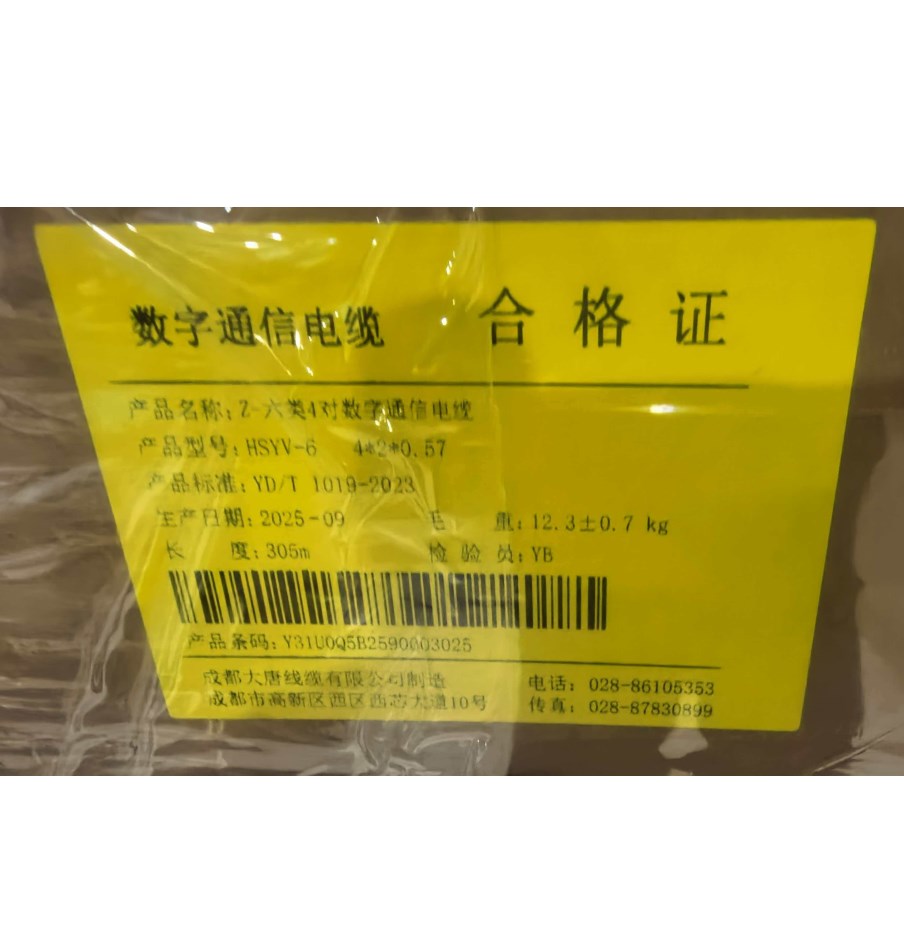 数字通信电缆 合格证
产品名称:Z-六类4对数字通信电缆
产品型号:HSYV-6 4*2*0.57
产品标准:YD/T 1019-2023
生产日期:2025-09 毛 重:12.3±0.7 kg
长 度:305m 检 验 员:YB
产品条码:Y31U0Q5B2590003025
成都大唐线缆有限公司制造 电话: 028-86105353
成都市高新区西区西芯大道10号 传真: 028-87830899